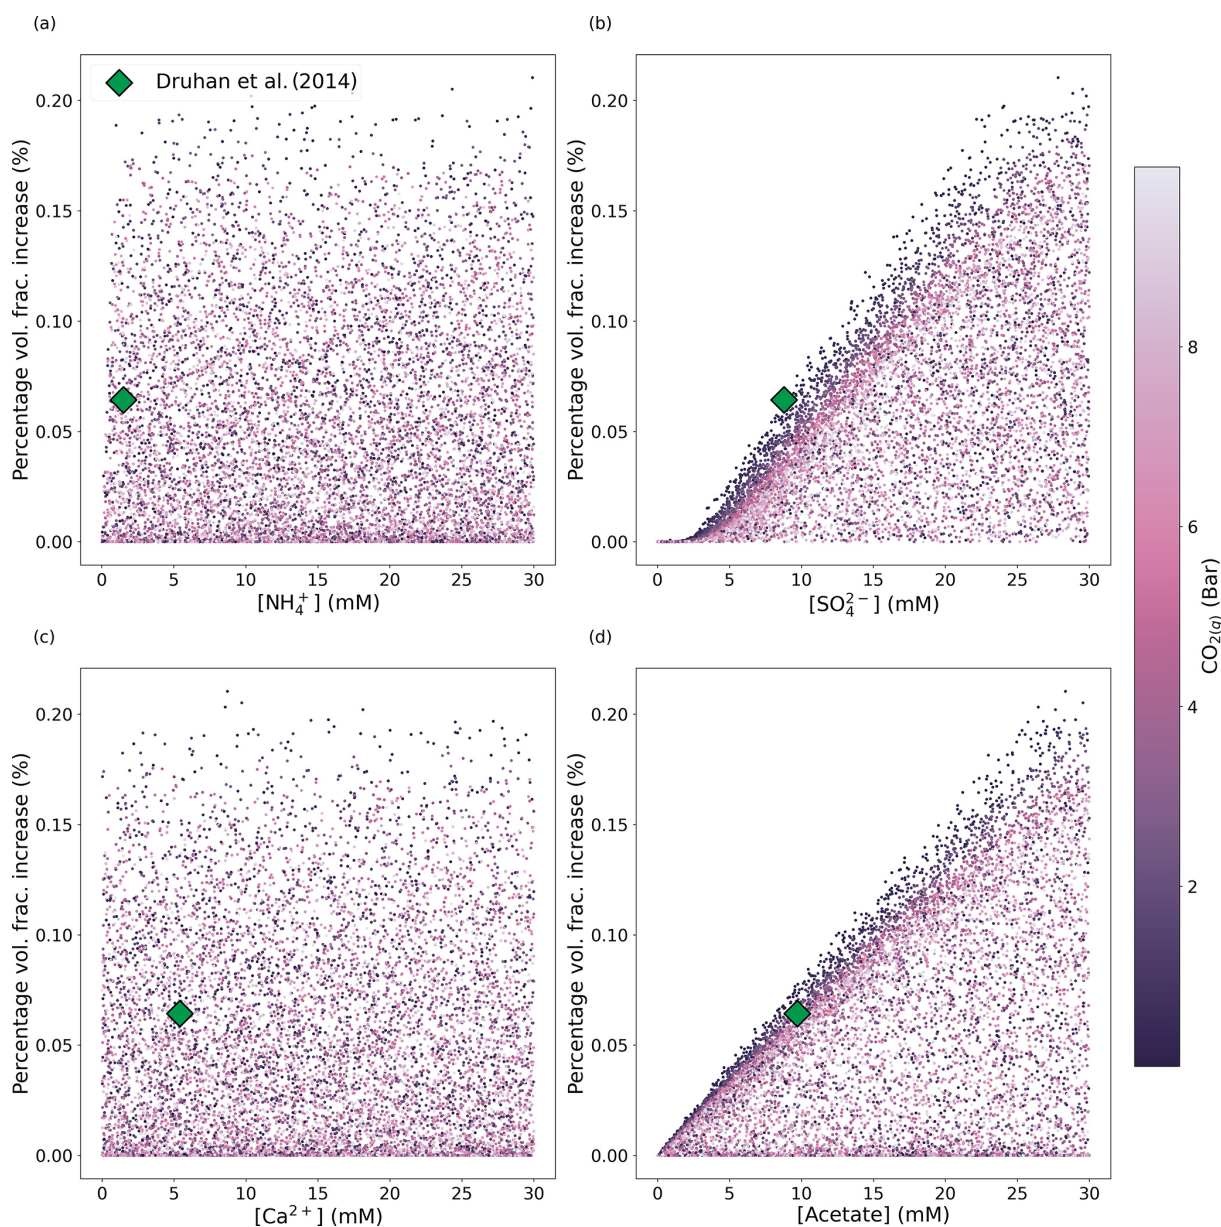 (a)
(b)
Druhan et al. (2014)
Percentage vol. frac. increase (%)
0.20
0.15
0.10
0.05
0.00
0 5 10 15 20 25 30
[NH₄⁺] (mM)
Percentage vol. frac. increase (%)
0.20
0.15
0.10
0.05
0.00
0 5 10 15 20 25 30
[SO₄²⁻] (mM)
(c)
(d)
Percentage vol. frac. increase (%)
0.20
0.15
0.10
0.05
0.00
0 5 10 15 20 25 30
[Ca²⁺] (mM)
Percentage vol. frac. increase (%)
0.20
0.15
0.10
0.05
0.00
0 5 10 15 20 25 30
[Acetate] (mM)
8
6
4
2
CO₂₍g₎ (Bar)